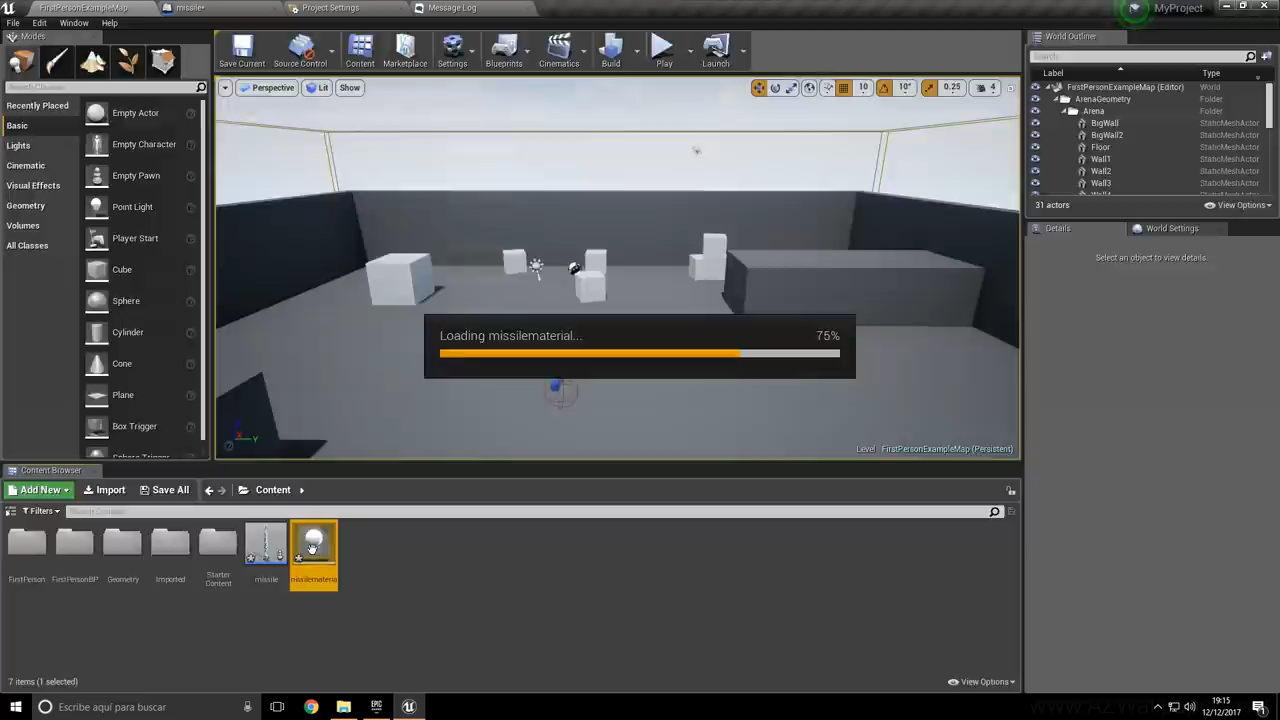 FirstPersonExampleMap
missile*
Project Settings
Message Log
MyProject
File Edit Window Help
Modes
Save Current
Source Control
Content
Marketplace
Settings
Blueprints
Cinematics
Build
Play
Launch
World Outliner
Search Classes
Search
Perspective
Lit
Show
10
10°
0.25
4
Recently Placed
Basic
Lights
Cinematic
Visual Effects
Geometry
Volumes
All Classes
Empty Actor
Empty Character
Empty Pawn
Point Light
Player Start
Cube
Sphere
Cylinder
Cone
Plane
Box Trigger
Label Type
FirstPersonExampleMap (Editor) World
ArenaGeometry Folder
Arena Folder
BigWall StaticMeshActor
BigWall2 StaticMeshActor
Floor StaticMeshActor
Wall1 StaticMeshActor
Wall2 StaticMeshActor
Wall3 StaticMeshActor
31 actors
View Options
Details
World Settings
Select an object to view details.
Loading missilematerial... 75%
Y
Level: FirstPersonExampleMap (Persistent)
Content Browser
Add New
Import
Save All
Content
Filters
Search Content
FirstPerson
FirstPersonBP
Geometry
Imported
Starter
Content
missile
missilemateria
7 items (1 selected)
View Options
Escribe aquí para buscar
EPIC
19:15
12/12/2017